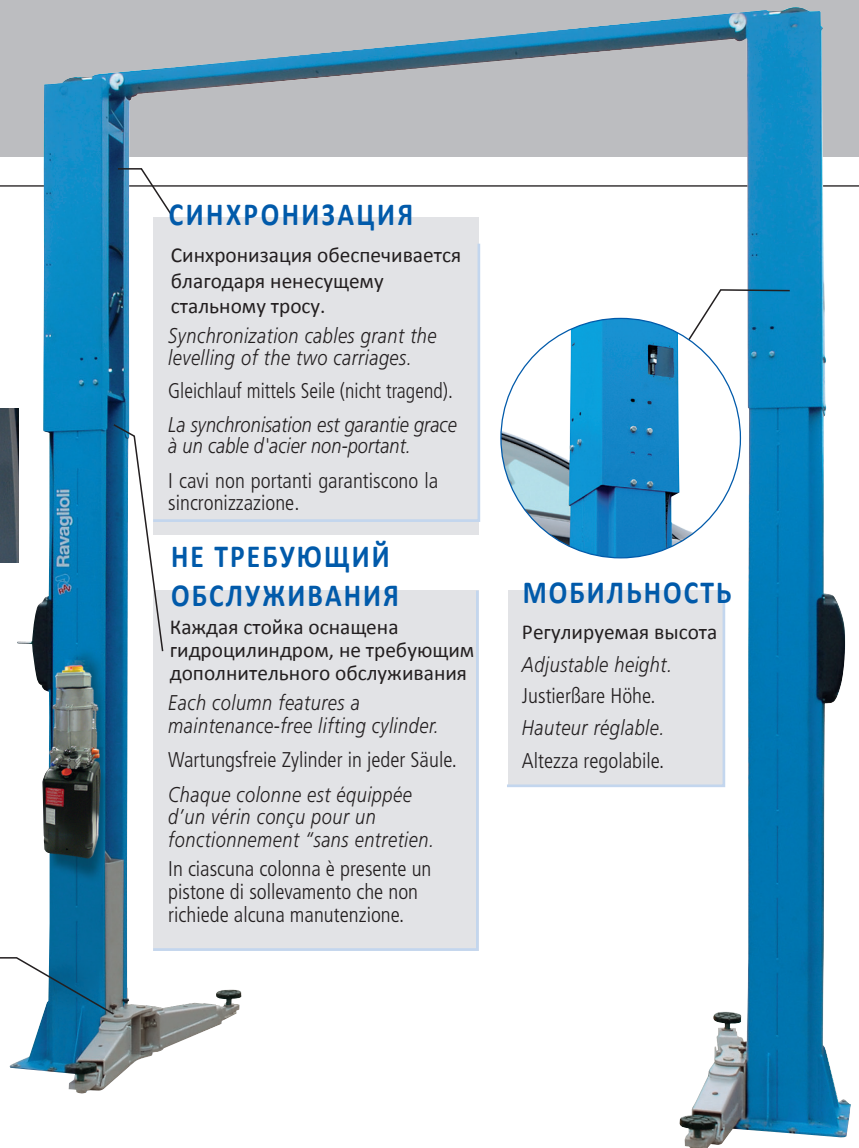 СИНХРОНИЗАЦИЯ
Синхронизация обеспечивается
благодаря ненесущему
стальному тросу.
Synchronization cables grant the
levelling of the two carriages.
Gleichlauf mittels Seile (nicht tragend).
La synchronisation est garantie grace
à un cable d'acier non-portant.
I cavi non portanti garantiscono la
sincronizzazione.
НЕ ТРЕБУЮЩИЙ
ОБСЛУЖИВАНИЯ
Каждая стойка оснащена
гидроцилиндром, не требующим
дополнительного обслуживания
Each column features a
maintenance-free lifting cylinder.
Wartungsfreie Zylinder in jeder Säule.
Chaque colonne est équippée
d’un vérin conçu pour un
fonctionnement “sans entretien.
In ciascuna colonna è presente un
pistone di sollevamento che non
richiede alcuna manutenzione.
МОБИЛЬНОСТЬ
Регулируемая высота
Adjustable height.
Justierßare Höhe.
Hauteur réglable.
Altezza regolabile.
Ravaglioli